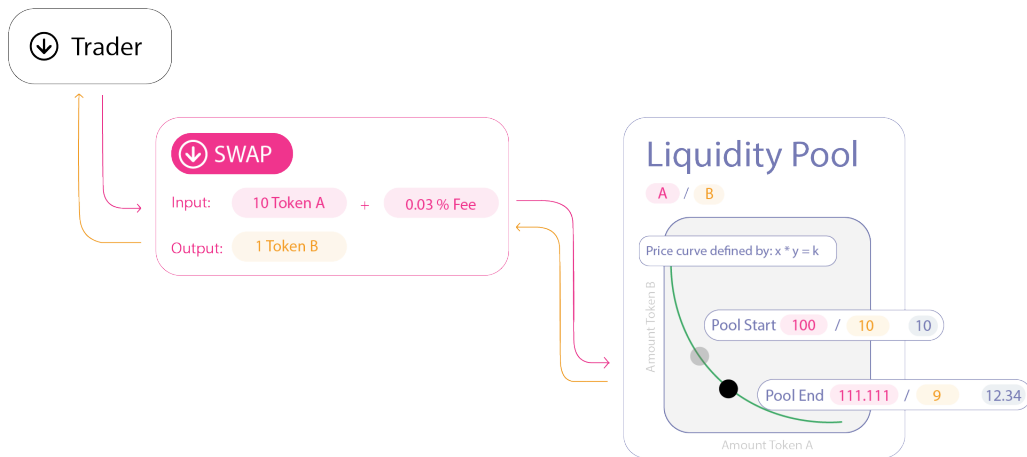 Trader
SWAP
Input: 10 Token A + 0.03 % Fee
Output: 1 Token B
Liquidity Pool
A / B
Price curve defined by: x * y = k
Amount Token B
Pool Start 100 / 10 10
Pool End 111.111 / 9 12.34
Amount Token A